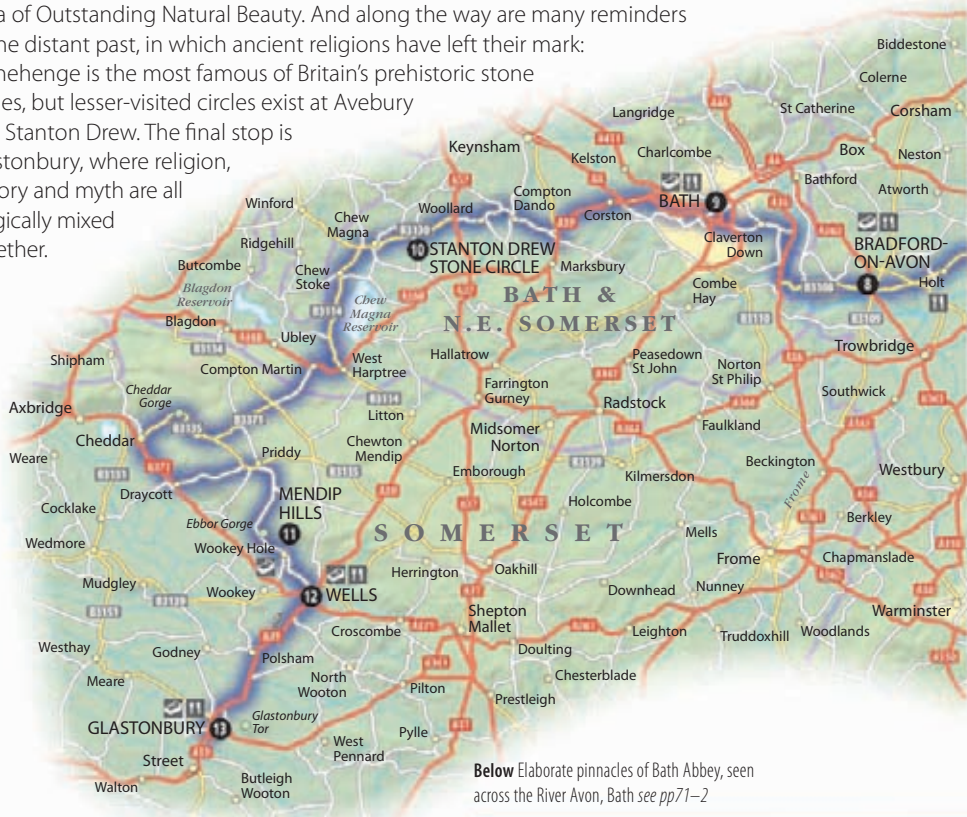 a of Outstanding Natural Beauty. And along the way are many reminders
ne distant past, in which ancient religions have left their mark:
nehenge is the most famous of Britain's prehistoric stone
es, but lesser-visited circles exist at Avebury
Stanton Drew. The final stop is
stonbury, where religion,
ory and myth are all
gically mixed
ether.
Biddestone
Colerne
Langridge
St Catherine
Corsham
Keynsham
Kelston
Charlcombe
Box
Neston
Bathford
Atworth
Winford
Chew
Magna
Woollard
Compton
Dando
Corston
BATH
9
Ridgehill
10
STANTON DREW
STONE CIRCLE
Marksbury
Claverton
Down
BRADFORD-
ON-AVON
8
Holt
Butcombe
Chew
Stoke
Blagdon
Reservoir
Chew
Magna
Reservoir
BATH &
N.E. SOMERSET
Combe
Hay
Blagdon
Ubley
Trowbridge
Shipham
Compton Martin
West
Harptree
Hallatrow
Peasedown
St John
Norton
St Philip
Southwick
Cheddar
Gorge
Farrington
Gurney
Axbridge
Litton
Radstock
Faulkland
Cheddar
Midsomer
Norton
Weare
Priddy
Chewton
Mendip
Beckington
Westbury
Draycott
Emborough
Kilmersdon
Frome
MENDIP
HILLS
11
Cocklake
Ebbor Gorge
Holcombe
Berkley
SOMERSET
Mells
Wedmore
Wookey Hole
Frome
Chapmanslade
Herrington
Oakhill
Mudgley
Wookey
12
WELLS
Downhead
Nunney
Warminster
Shepton
Mallet
Croscombe
Leighton
Truddoxhill
Woodlands
Westhay
Godney
Polsham
Doulting
Meare
North
Wooton
Pilton
Chesterblade
Prestleigh
GLASTONBURY
13
Glastonbury
Tor
West
Pennard
Pylle
Street
Walton
Butleigh
Wooton
Below Elaborate pinnacles of Bath Abbey, seen
across the River Avon, Bath see pp71–2